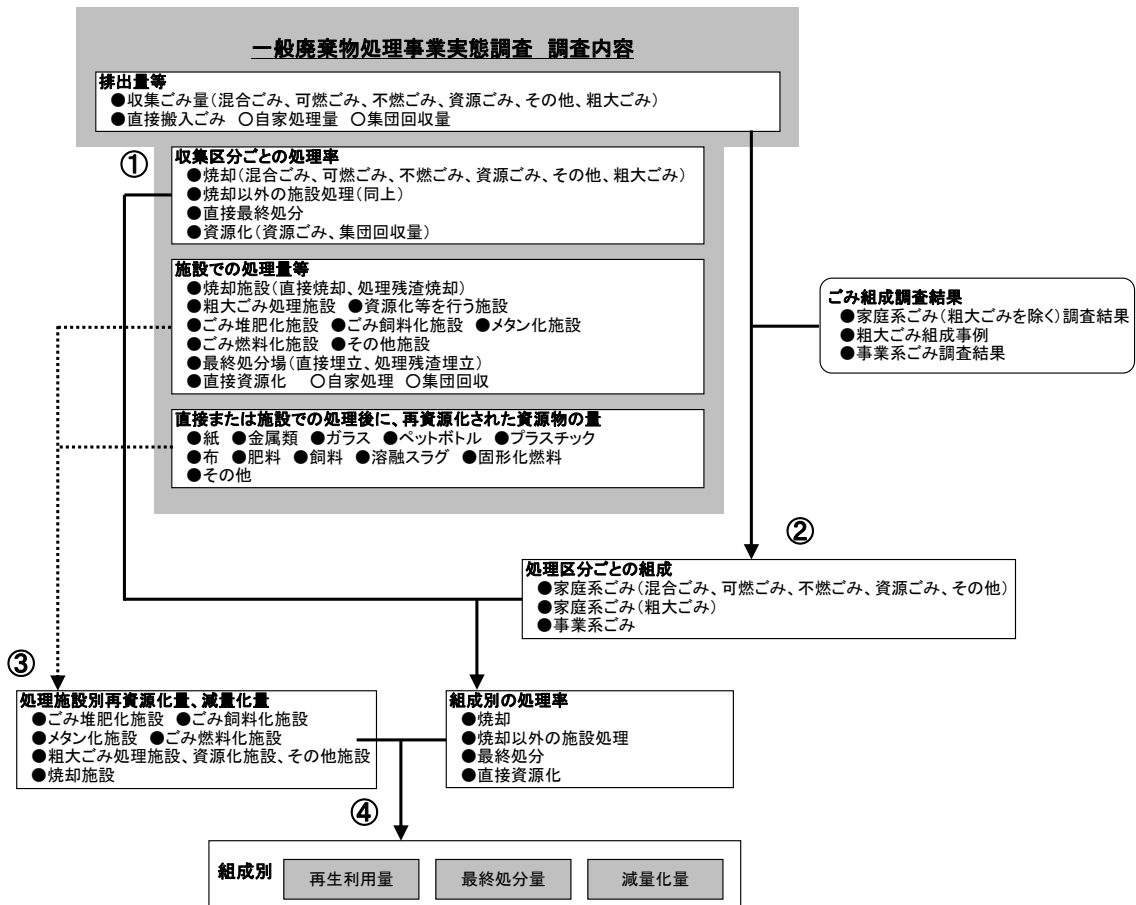 一般廃棄物処理事業実態調査 調査内容
排出量等
●収集ごみ量(混合ごみ、可燃ごみ、不燃ごみ、資源ごみ、その他、粗大ごみ)
●直接搬入ごみ ○自家処理量 ○集団回収量
①
収集区分ごとの処理率
●焼却(混合ごみ、可燃ごみ、不燃ごみ、資源ごみ、その他、粗大ごみ)
●焼却以外の施設処理(同上)
●直接最終処分
●資源化(資源ごみ、集団回収量)
施設での処理量等
●焼却施設(直接焼却、処理残渣焼却)
●粗大ごみ処理施設 ●資源化等を行う施設
●ごみ堆肥化施設 ●ごみ飼料化施設 ●メタン化施設
●ごみ燃料化施設 ●その他施設
●最終処分場(直接埋立、処理残渣埋立)
●直接資源化 ○自家処理 ○集団回収
ごみ組成調査結果
●家庭系ごみ(粗大ごみを除く)調査結果
●粗大ごみ組成事例
●事業系ごみ調査結果
直接または施設での処理後に、再資源化された資源物の量
●紙 ●金属類 ●ガラス ●ペットボトル ●プラスチック
●布 ●肥料 ●飼料 ●溶融スラグ ●固形化燃料
●その他
②
処理区分ごとの組成
●家庭系ごみ(混合ごみ、可燃ごみ、不燃ごみ、資源ごみ、その他)
●家庭系ごみ(粗大ごみ)
●事業系ごみ
③
処理施設別再資源化量、減量化量
●ごみ堆肥化施設 ●ごみ飼料化施設
●メタン化施設 ●ごみ燃料化施設
●粗大ごみ処理施設、資源化施設、その他施設
●焼却施設
組成別の処理率
●焼却
●焼却以外の施設処理
●最終処分
●直接資源化
④
組成別
再生利用量
最終処分量
減量化量